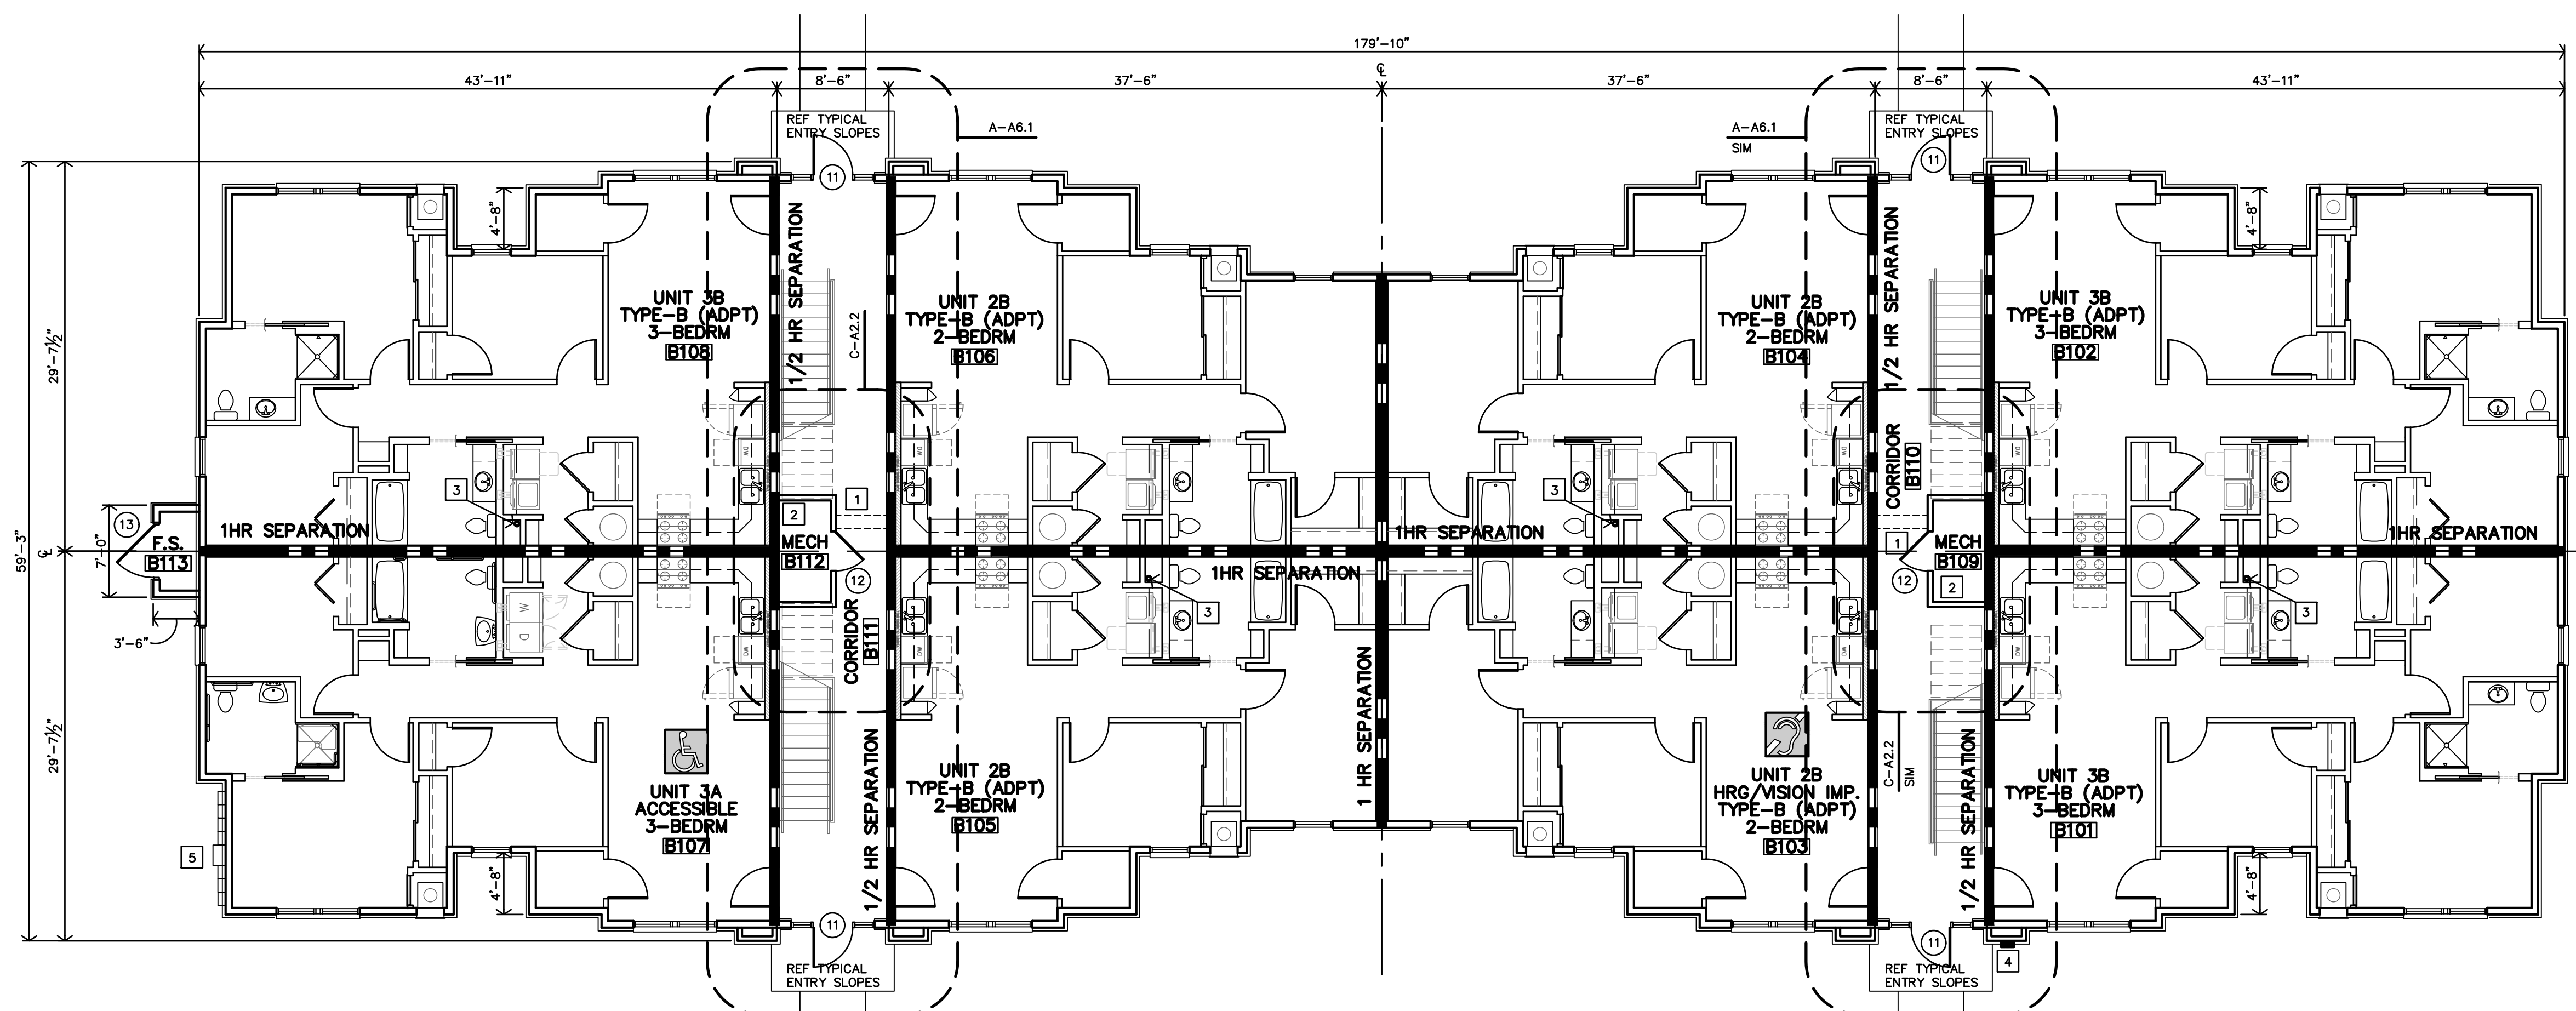 179'-10"
43'-11"
8'-6"
37'-6"
℄
37'-6"
8'-6"
43'-11"
REF TYPICAL
ENTRY SLOPES
A-A6.1
A-A6.1
SIM
REF TYPICAL
ENTRY SLOPES
11
11
4'-8"
4'-8"
1/2 HR SEPARATION
1/2 HR SEPARATION
UNIT 3B
TYPE-B (ADPT)
3-BEDRM
B108
UNIT 2B
TYPE-B (ADPT)
2-BEDRM
B106
UNIT 2B
TYPE-B (ADPT)
2-BEDRM
B104
UNIT 3B
TYPE-B (ADPT)
3-BEDRM
B102
C-A2.2
29'-7½"
CORRIDOR
B110
DW
DW
DW
DW
3
1
2
3
13
F.S.
B113
7'-0"
59'-3"
℄
1HR SEPARATION
MECH
B112
12
1HR SEPARATION
1HR SEPARATION
1
MECH
B109
12
2
1HR SEPARATION
3
3
3'-6"
W
D
CORRIDOR
B111
DW
DW
DW
DW
29'-7½"
1/2 HR SEPARATION
1 HR SEPARATION
C-A2.2
SIM
1/2 HR SEPARATION
UNIT 3A
ACCESSIBLE
3-BEDRM
B107
UNIT 2B
TYPE-B (ADPT)
2-BEDRM
B105
UNIT 2B
HRG/VISION IMP.
TYPE-B (ADPT)
2-BEDRM
B103
UNIT 3B
TYPE-B (ADPT)
3-BEDRM
B101
5
4'-8"
4'-8"
11
11
4
REF TYPICAL
ENTRY SLOPES
REF TYPICAL
ENTRY SLOPES